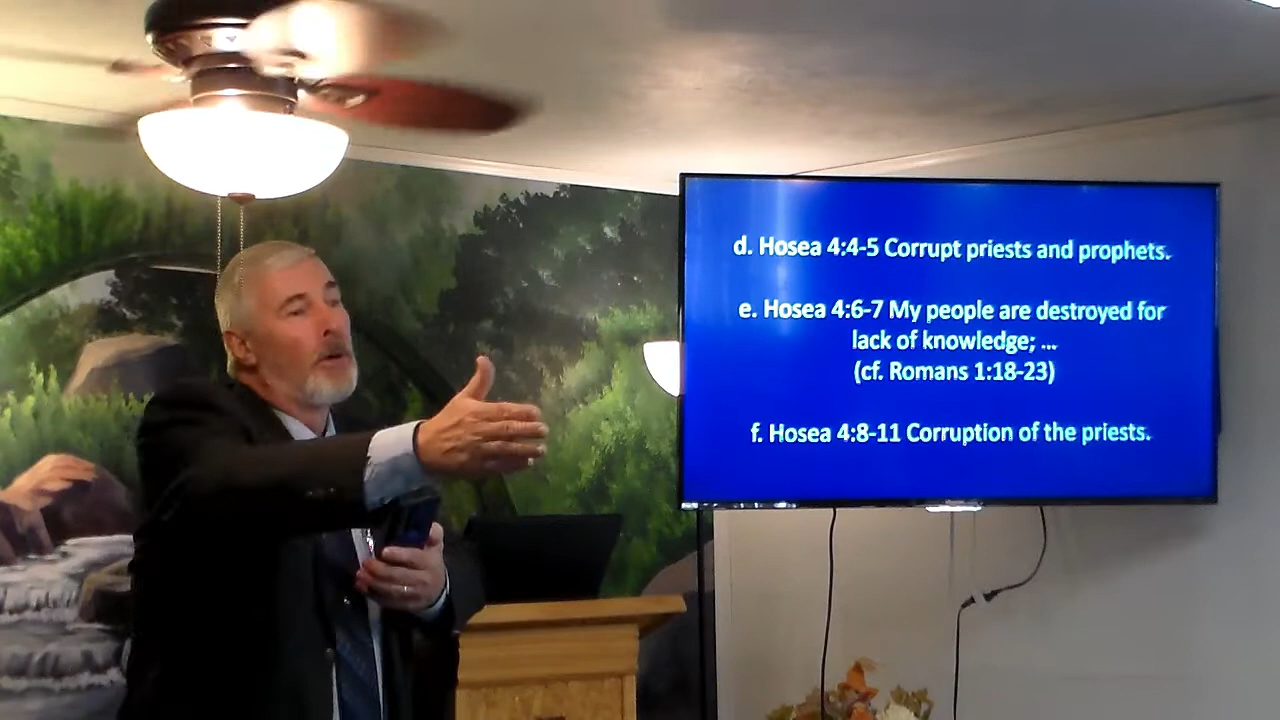 d. Hosea 4:4-5 Corrupt priests and prophets.
e. Hosea 4:6-7 My people are destroyed for
lack of knowledge; ...
(cf. Romans 1:18-23)
f. Hosea 4:8-11 Corruption of the priests.